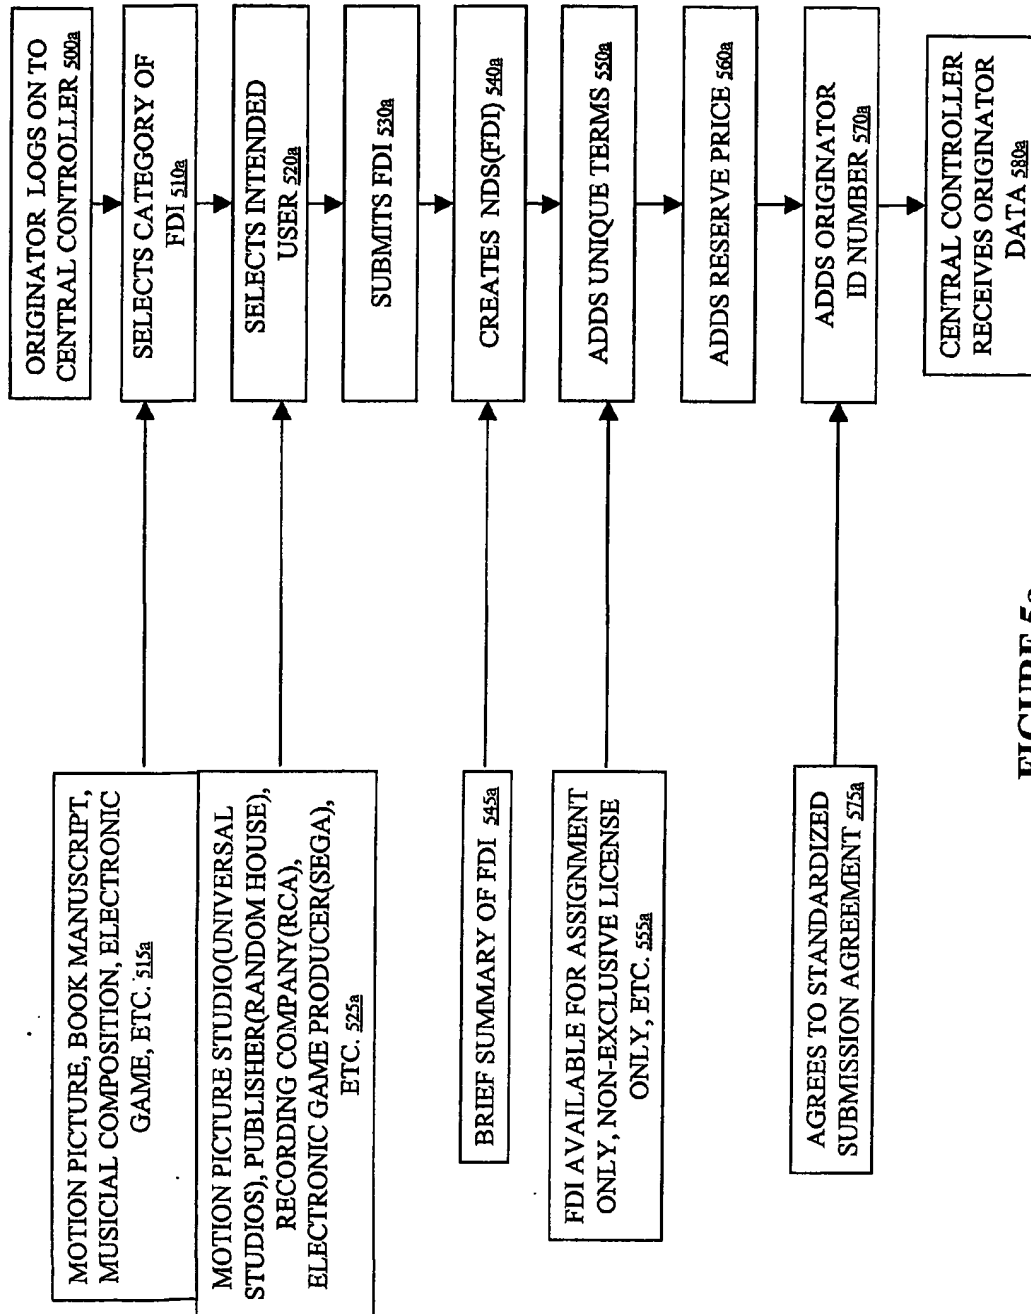 ORIGINATOR LOGS ON TO
CENTRAL CONTROLLER 500a
SELECTS CATEGORY OF
FDI 510a
SELECTS INTENDED
USER 520a
SUBMITS FDI 530a
CREATES NDS(FDI) 540a
ADDS UNIQUE TERMS 550a
ADDS RESERVE PRICE 560a
ADDS ORIGINATOR
ID NUMBER 570a
CENTRAL CONTROLLER
RECEIVES ORIGINATOR
DATA 580a
MOTION PICTURE, BOOK MANUSCRIPT,
MUSICIAL COMPOSITION, ELECTRONIC
GAME, ETC. 515a
MOTION PICTURE STUDIO(UNIVERSAL
STUDIOS), PUBLISHER(RANDOM HOUSE),
RECORDING COMPANY(RCA),
ELECTRONIC GAME PRODUCER(SEGA),
ETC. 525a
BRIEF SUMMARY OF FDI 545a
FDI AVAILABLE FOR ASSIGNMENT
ONLY, NON-EXCLUSIVE LICENSE
ONLY, ETC. 555a
AGREES TO STANDARDIZED
SUBMISSION AGREEMENT 575a
FIGURE 5a